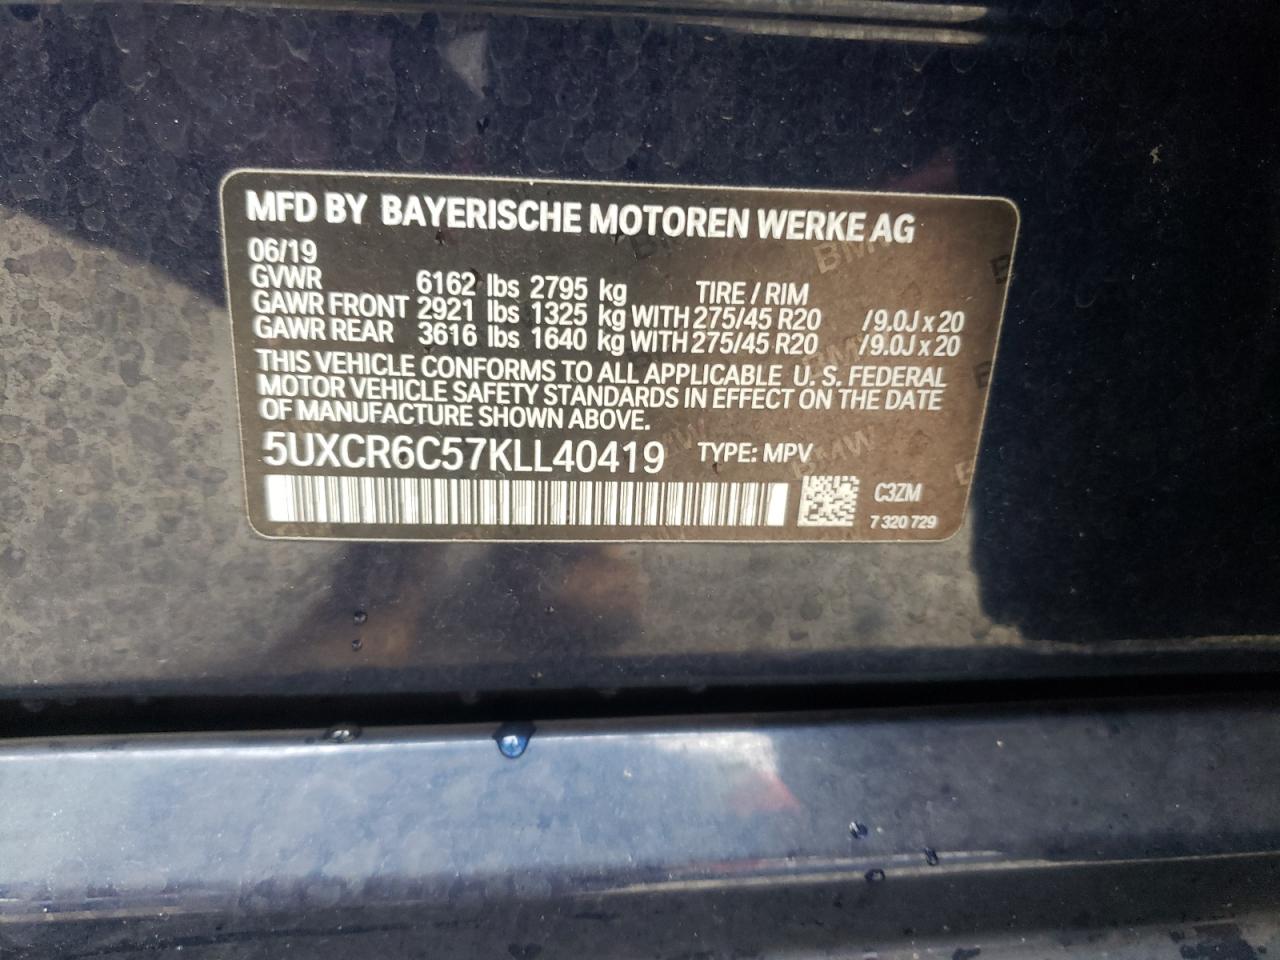 MFD BY BAYERISCHE MOTOREN WERKE AG
06/19
GVWR 6162 lbs 2795 kg TIRE / RIM
GAWR FRONT 2921 lbs 1325 kg WITH 275/45 R20 /9.0J x 20
GAWR REAR 3616 lbs 1640 kg WITH 275/45 R20 /9.0J x 20
THIS VEHICLE CONFORMS TO ALL APPLICABLE U. S. FEDERAL
MOTOR VEHICLE SAFETY STANDARDS IN EFFECT ON THE DATE
OF MANUFACTURE SHOWN ABOVE.
5UXCR6C57KLL40419 TYPE: MPV
C3ZM
7 320 729